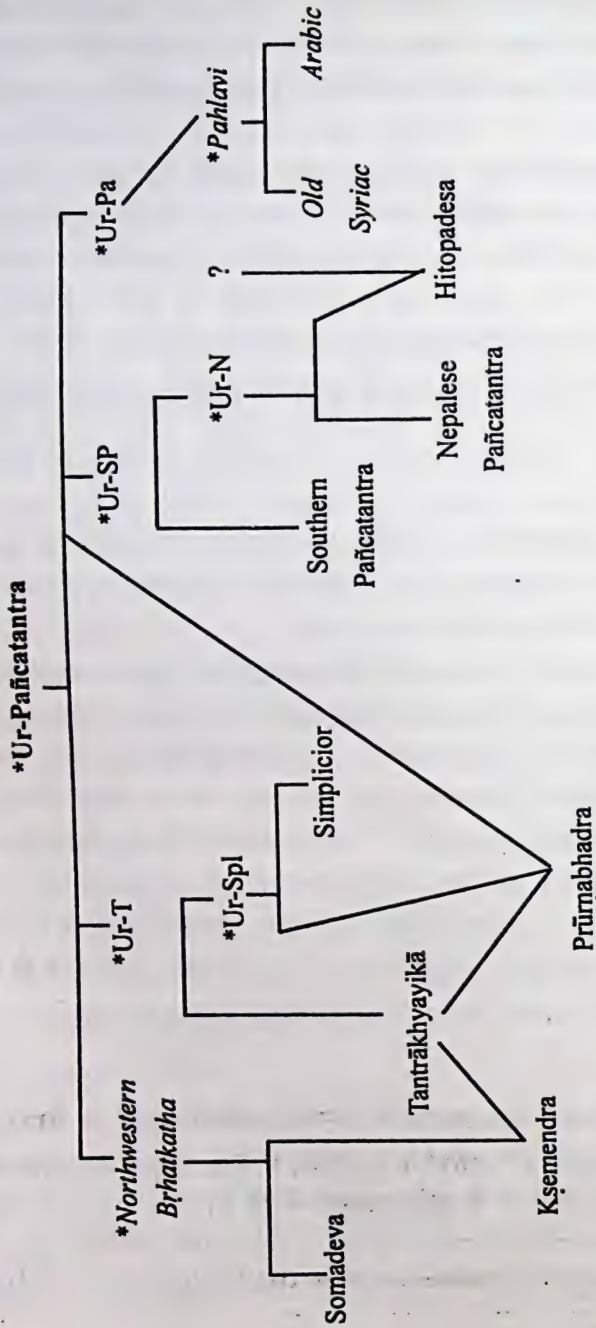 *Ur-Pañcatantra
*Northwestern
Bṛhatkatha
*Ur-T
*Ur-SP
*Ur-Pa
Somadeva
Kṣemendra
Tantrākhyayikā
*Ur-Spl
Simplicior
Prūrnabhadra
Southern
Pañcatantra
*Ur-N
Nepalese
Pañcatantra
?
Hitopadesa
*Pahlavi
Old
Syriac
Arabic